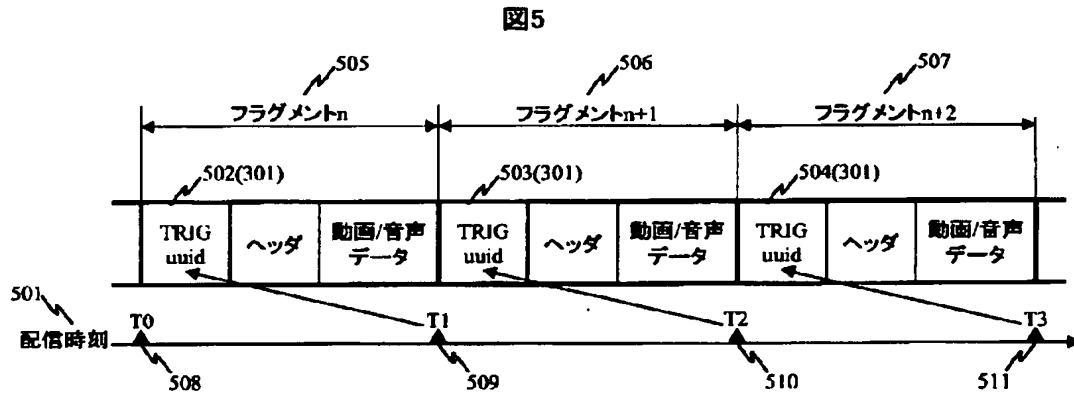 図5
505
506
507
フラグメントn
フラグメントn+1
フラグメントn+2
502(301)
503(301)
504(301)
TRIG
uuid
ヘッダ
動画/音声
データ
TRIG
uuid
ヘッダ
動画/音声
データ
TRIG
uuid
ヘッダ
動画/音声
データ
501
配信時刻
T0
T1
T2
T3
508
509
510
511